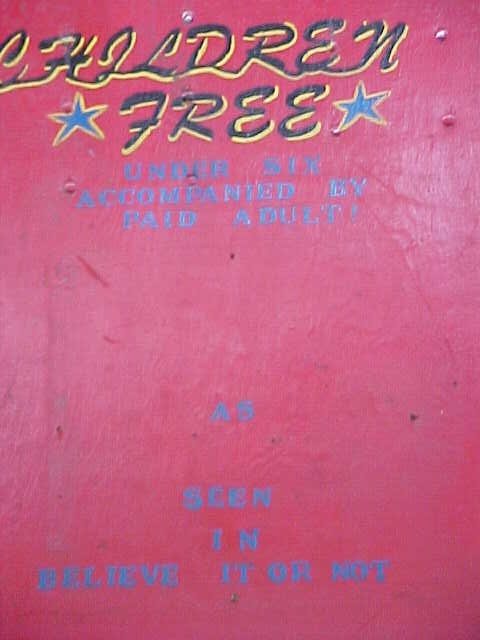 CHILDREN
FREE
UNDER SIX
ACCOMPANIED BY
PAID ADULT!
AS
SEEN
IN
BELIEVE IT OR NOT